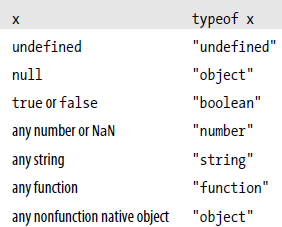 x typeof x
undefined "undefined"
null "object"
true or false "boolean"
any number or NaN "number"
any string "string"
any function "function"
any nonfunction native object "object"